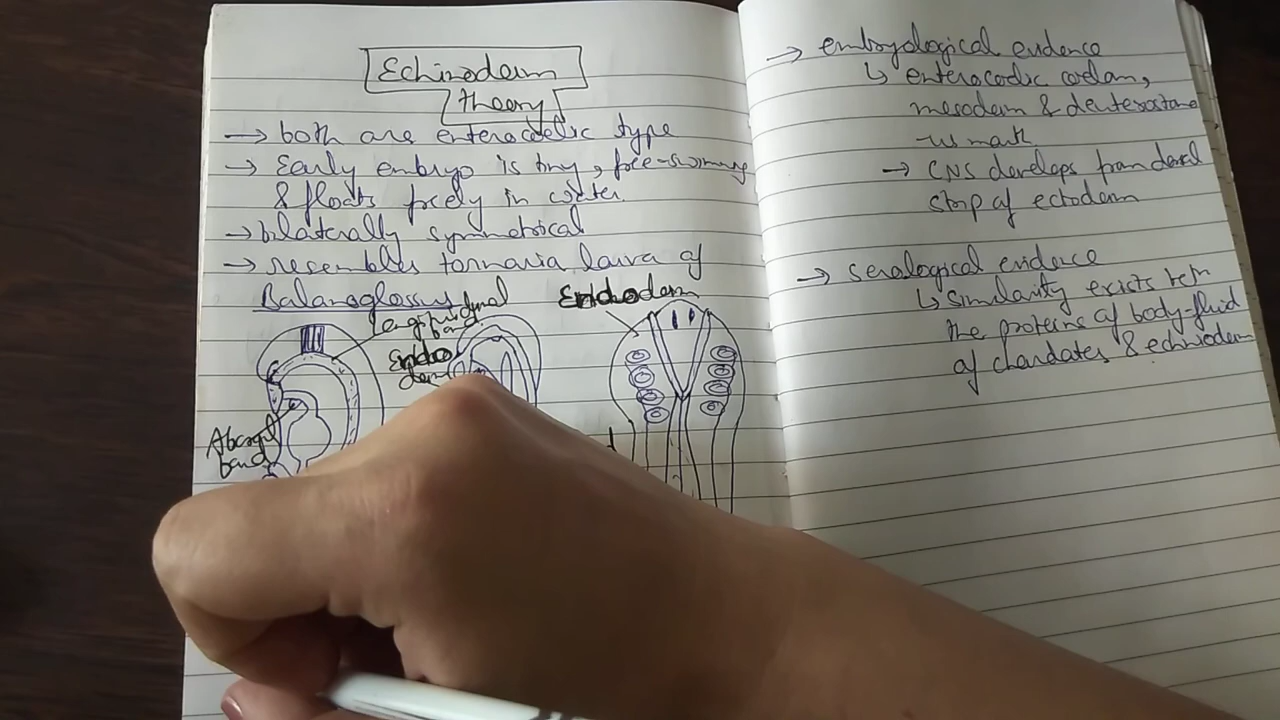 Echinoderm
theory
→ both are enterocoelic type
→ Early embryo is tiny, free-swimming
& floats freely in water.
→ bilaterally symmetrical
→ resembles tornaria larva of
Balanoglossus
Longitudinal
band
Endoderm
Endo
derm
Aboral
band
→ embryological evidence
↳ enterocoelic coelom,
mesoderm & deuterostome
→ CNS develops from dorsal
strip of ectoderm
→ serological evidence
↳ similarity exists betn
the proteins of body-fluid
of chordates & echinoderm